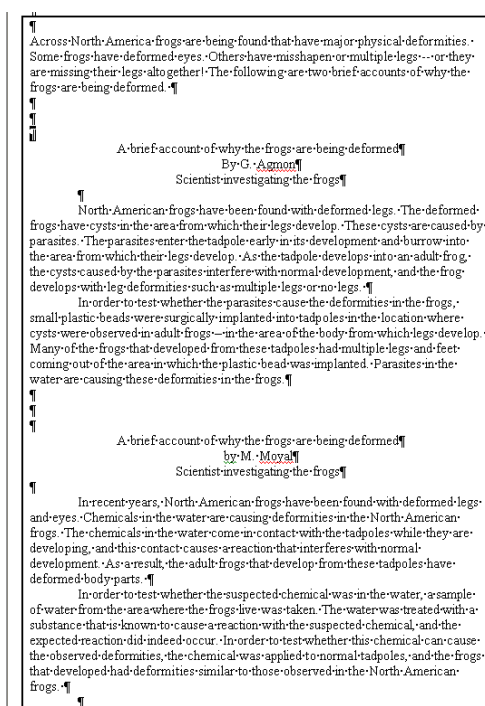 Across North America frogs are being found that have major physical deformities.
Some frogs have deformed eyes. Others have misshapen or multiple legs -- or they
are missing their legs altogether! The following are two brief accounts of why the
frogs are being deformed. ¶
¶
¶
¶
A brief account of why the frogs are being deformed¶
By G. Agmon¶
Scientist investigating the frogs¶
¶
North American frogs have been found with deformed legs. The deformed
frogs have cysts in the area from which their legs develop. These cysts are caused by
parasites. The parasites enter the tadpole early in its development and burrow into
the area from which their legs develop. As the tadpole develops into an adult frog,
the cysts caused by the parasites interfere with normal development, and the frog
develops with leg deformities such as multiple legs or no legs. ¶
In order to test whether the parasites cause the deformities in the frogs,
small plastic beads were surgically implanted into tadpoles in the location where
cysts were observed in adult frogs – in the area of the body from which legs develop.
Many of the frogs that developed from these tadpoles had multiple legs and feet
coming out of the area in which the plastic bead was implanted. Parasites in the
water are causing these deformities in the frogs. ¶
¶
¶
¶
A brief account of why the frogs are being deformed¶
by M. Moyal¶
Scientist investigating the frogs¶
¶
In recent years, North American frogs have been found with deformed legs
and eyes. Chemicals in the water are causing deformities in the North American
frogs. The chemicals in the water come in contact with the tadpoles while they are
developing, and this contact causes a reaction that interferes with normal
development. As a result, the adult frogs that develop from these tadpoles have
deformed body parts. ¶
In order to test whether the suspected chemical was in the water, a sample
of water from the area where the frogs live was taken. The water was treated with a
substance that is known to cause a reaction with the suspected chemical, and the
expected reaction did indeed occur. In order to test whether this chemical can cause
the observed deformities, the chemical was applied to normal tadpoles, and the frogs
that developed had deformities similar to those observed in the North American
frogs. ¶
¶